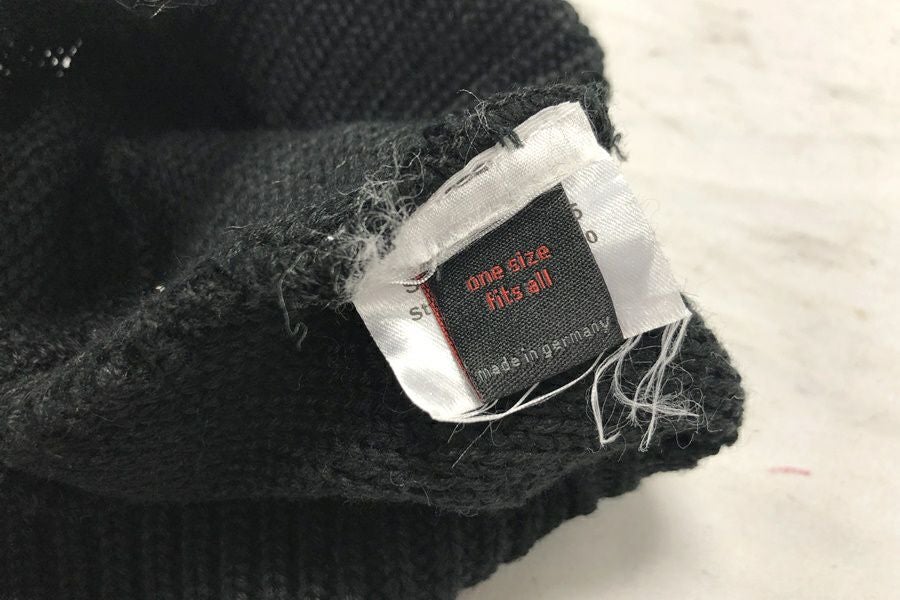 one size
fits all
made in germany